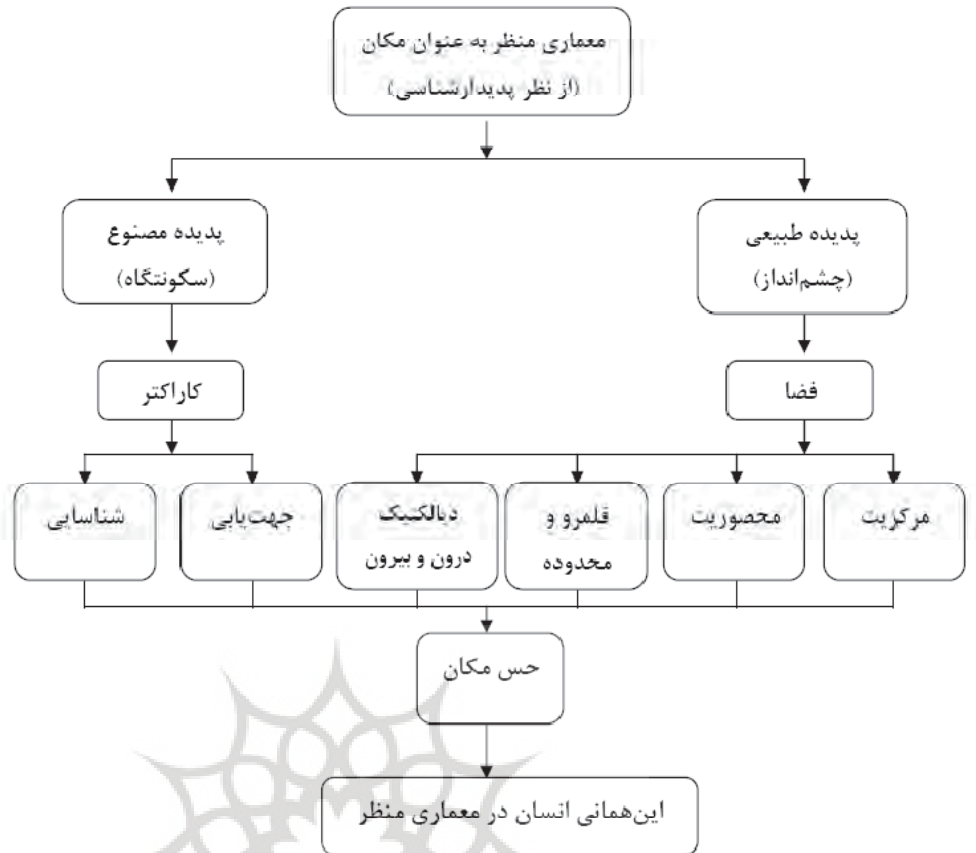 معماری منظر به عنوان مکان
(از نظر پدیدارشناسی)
پدیده طبیعی
(چشم‌انداز)
پدیده مصنوع
(سکونتگاه)
فضا
کاراکتر
مرکزیت
محصوریت
قلمرو و
محدوده
دیالکتیک
درون و بیرون
جهت‌یابی
شناسایی
حس مکان
این‌همانی انسان در معماری منظر